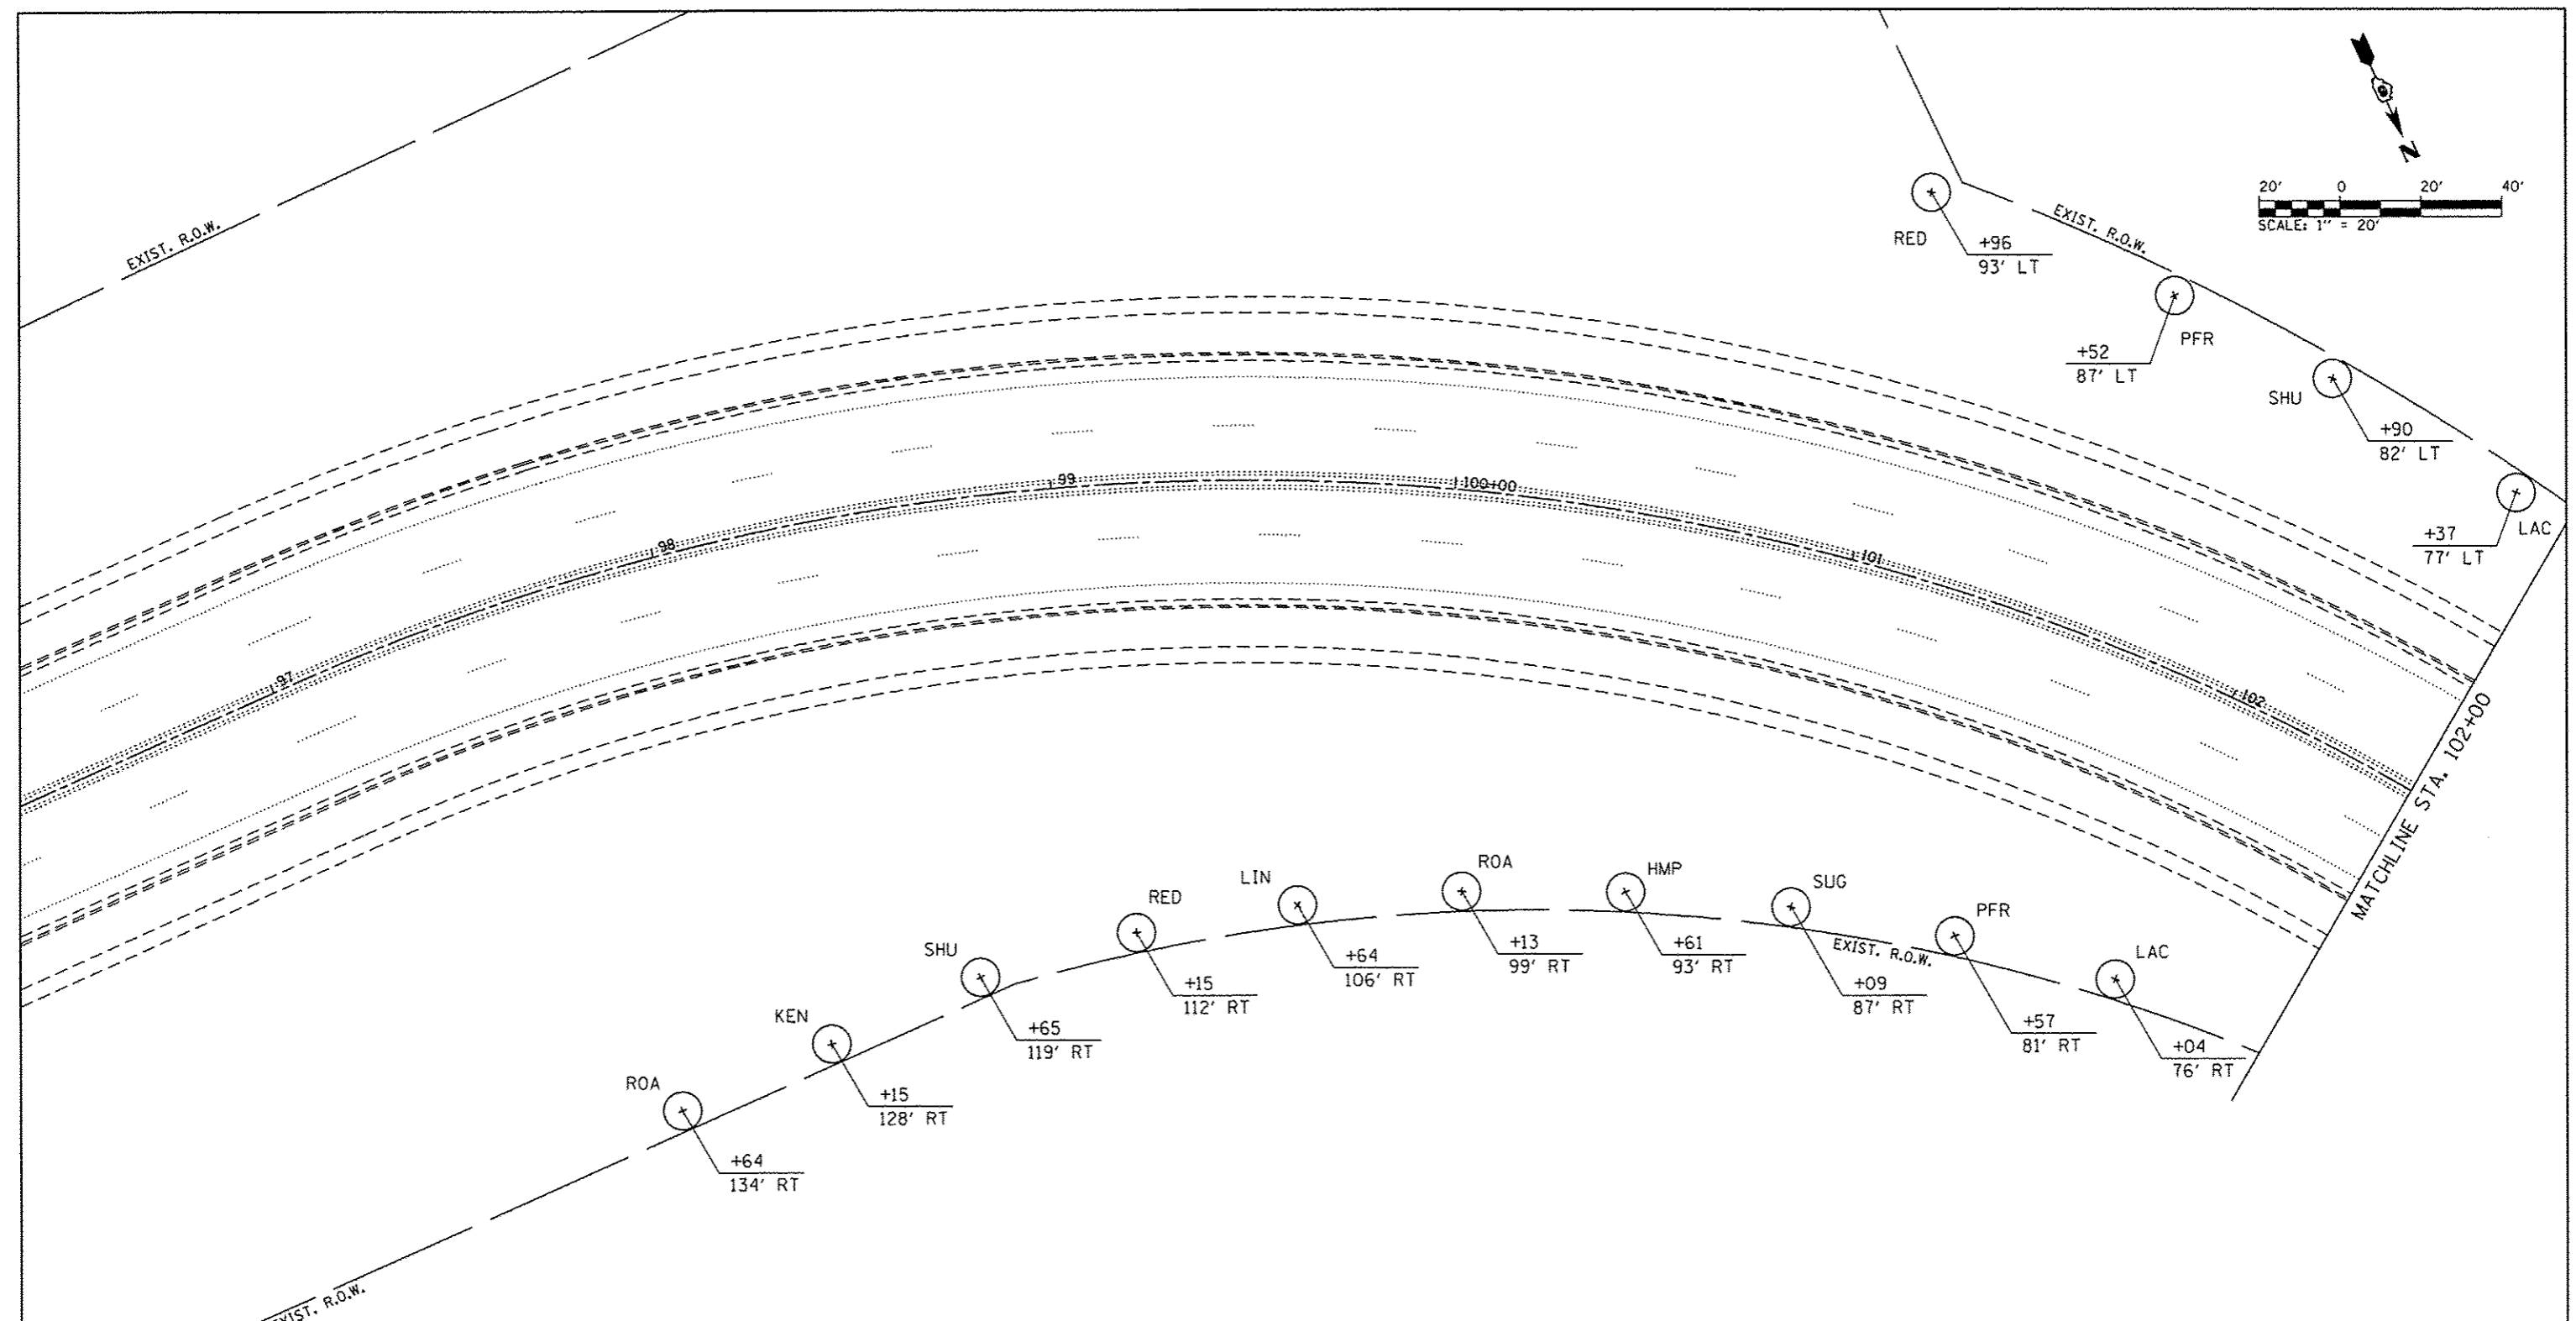 N
20' 0 20' 40'
SCALE: 1'' = 20'
EXIST. R.O.W.
EXIST. R.O.W.
RED
+96
93' LT
PFR
+52
87' LT
SHU
+90
82' LT
LAC
+37
77' LT
97
98
99
100+00
101
102
MATCHLINE STA. 102+00
ROA
+64
134' RT
KEN
+15
128' RT
SHU
+65
119' RT
RED
+15
112' RT
LIN
+64
106' RT
ROA
+13
99' RT
HMP
+61
93' RT
SUG
+09
87' RT
EXIST. R.O.W.
PFR
+57
81' RT
LAC
+04
76' RT
EXIST. R.O.W.